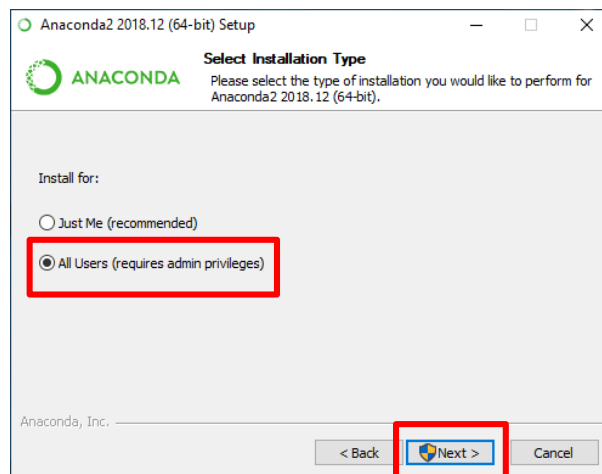 Anaconda2 2018.12 (64-bit) Setup
Select Installation Type
ANACONDA
Please select the type of installation you would like to perform for
Anaconda2 2018.12 (64-bit).
Install for:
Just Me (recommended)
All Users (requires admin privileges)
Anaconda, Inc.
< Back
Next >
Cancel